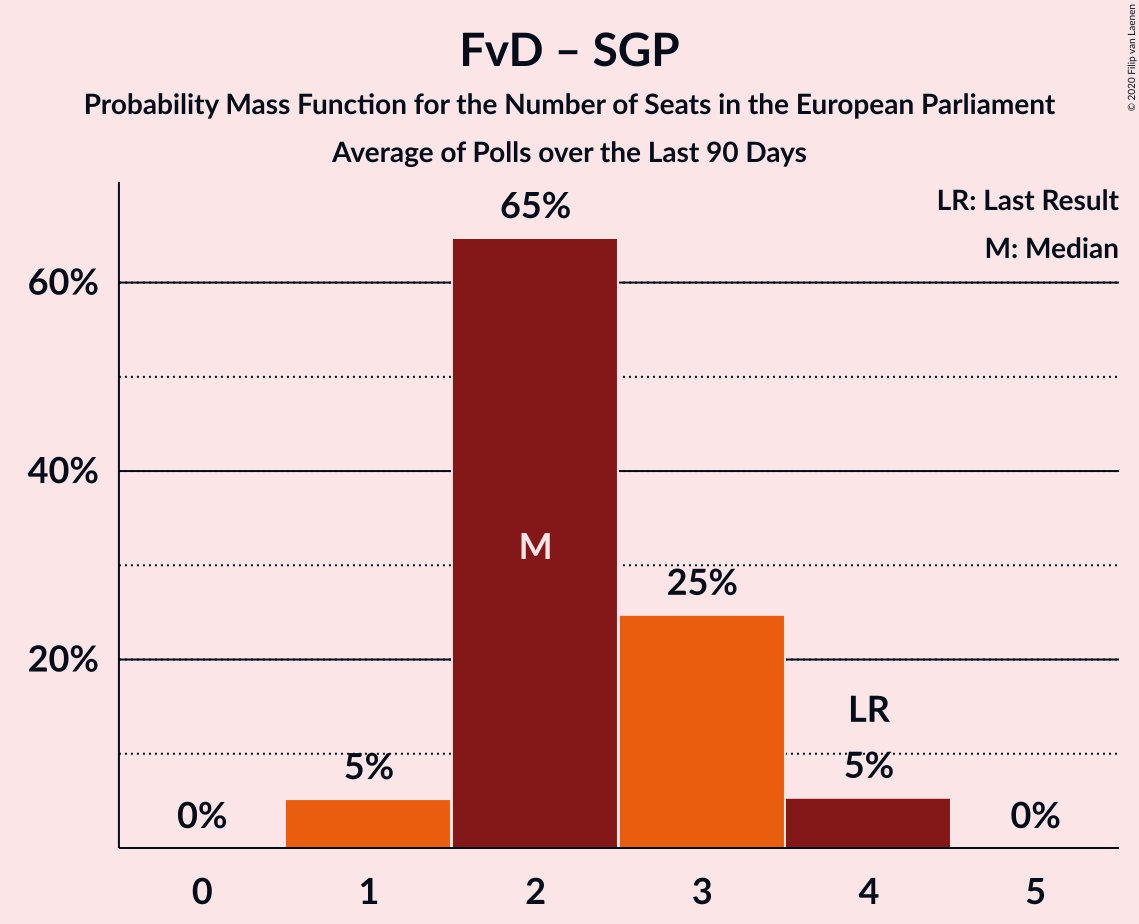 FvD – SGP
Probability Mass Function for the Number of Seats in the European Parliament
Average of Polls over the Last 90 Days
© 2020 Filip van Laenen
LR: Last Result
M: Median
65%
60%
40%
M
25%
20%
LR
5%
5%
0%
0%
0 1 2 3 4 5